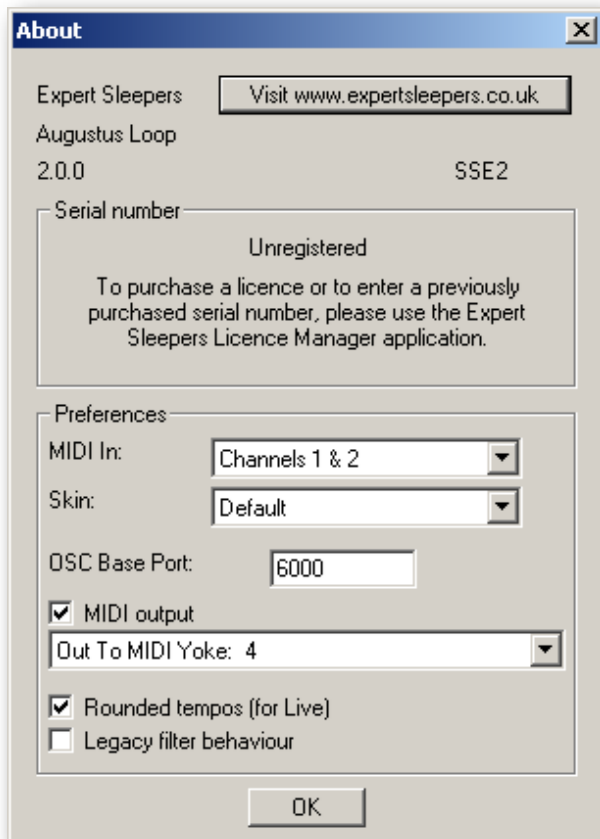 About
Expert Sleepers
Visit www.expertsleepers.co.uk
Augustus Loop
2.0.0
SSE2
Serial number
Unregistered
To purchase a licence or to enter a previously
purchased serial number, please use the Expert
Sleepers Licence Manager application.
Preferences
MIDI In:
Channels 1 & 2
Skin:
Default
OSC Base Port:
6000
MIDI output
Out To MIDI Yoke:  4
Rounded tempos (for Live)
Legacy filter behaviour
OK